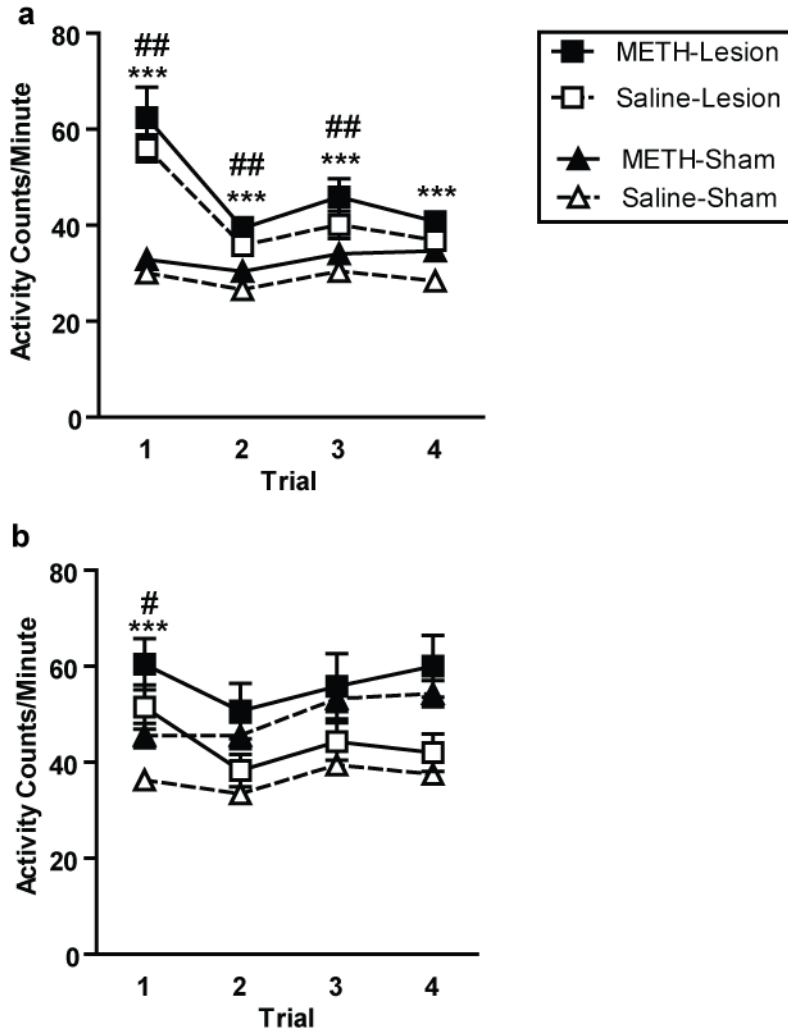 a
80
60
40
20
0
Activity Counts/Minute
##
***
##
***
##
***
***
1 2 3 4
Trial
METH-Lesion
Saline-Lesion
METH-Sham
Saline-Sham
b
80
60
40
20
0
Activity Counts/Minute
#
***
1 2 3 4
Trial